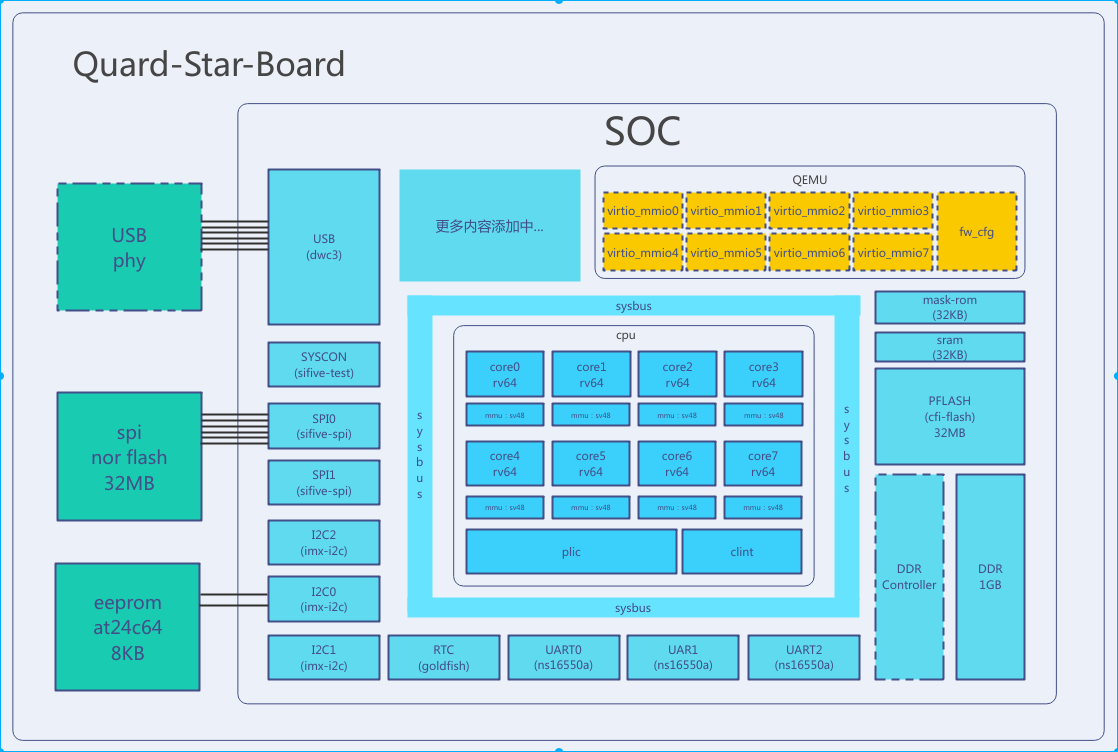 Quard-Star-Board
SOC
USB
phy
USB
(dwc3)
更多内容添加中...
QEMU
virtio_mmio0
virtio_mmio1
virtio_mmio2
virtio_mmio3
virtio_mmio4
virtio_mmio5
virtio_mmio6
virtio_mmio7
fw_cfg
SYSCON
(sifive-test)
spi
nor flash
32MB
SPI0
(sifive-spi)
SPI1
(sifive-spi)
I2C2
(imx-i2c)
eeprom
at24c64
8KB
I2C0
(imx-i2c)
I2C1
(imx-i2c)
sysbus
sysbus
cpu
core0
rv64
core1
rv64
core2
rv64
core3
rv64
mmu : sv48
mmu : sv48
mmu : sv48
mmu : sv48
core4
rv64
core5
rv64
core6
rv64
core7
rv64
mmu : sv48
mmu : sv48
mmu : sv48
mmu : sv48
plic
clint
sysbus
sysbus
RTC
(goldfish)
UART0
(ns16550a)
UAR1
(ns16550a)
UART2
(ns16550a)
mask-rom
(32KB)
sram
(32KB)
PFLASH
(cfi-flash)
32MB
DDR
Controller
DDR
1GB